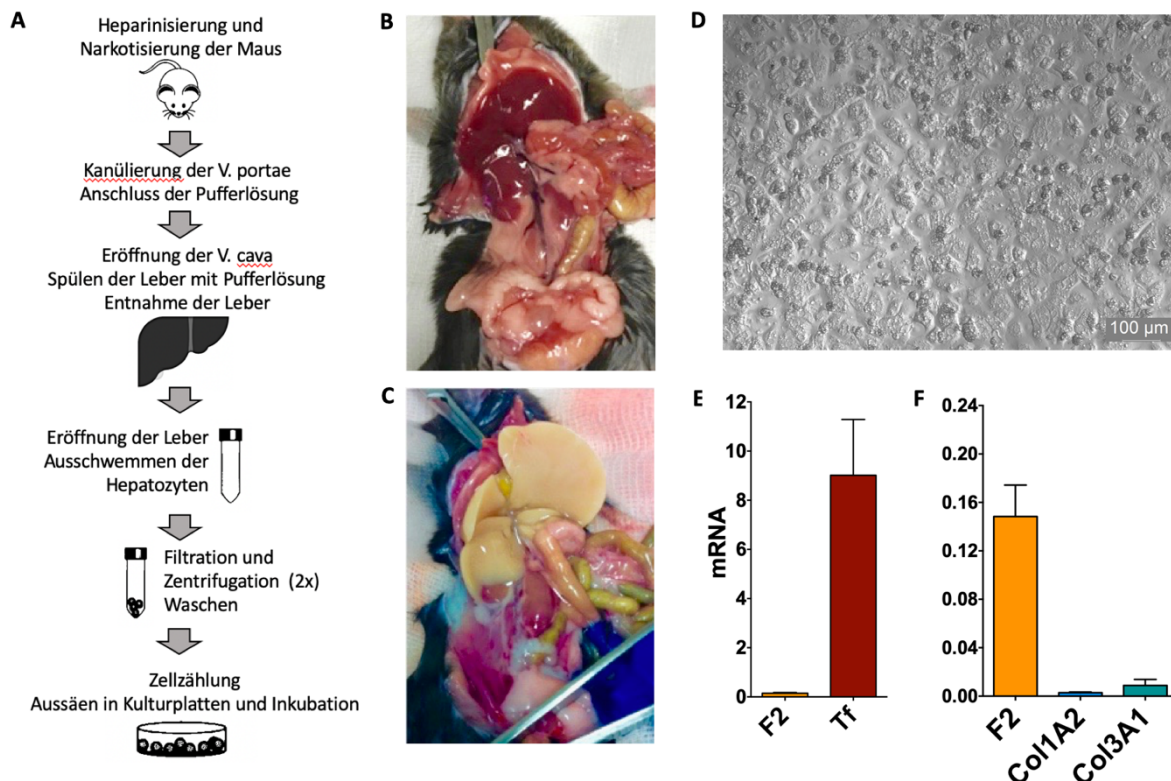 A
Heparinisierung und
Narkotisierung der Maus
Kanülierung der V. portae
Anschluss der Pufferlösung
Eröffnung der V. cava
Spülen der Leber mit Pufferlösung
Entnahme der Leber
Eröffnung der Leber
Ausschwemmen der
Hepatozyten
Filtration und
Zentrifugation (2x)
Waschen
Zellzählung
Aussäen in Kulturplatten und Inkubation
B
C
D
100 µm
E
mRNA
12
10
8
6
4
2
0
F2
Tf
F
0.24
0.20
0.16
0.12
0.08
0.04
0.00
F2
Col1A2
Col3A1